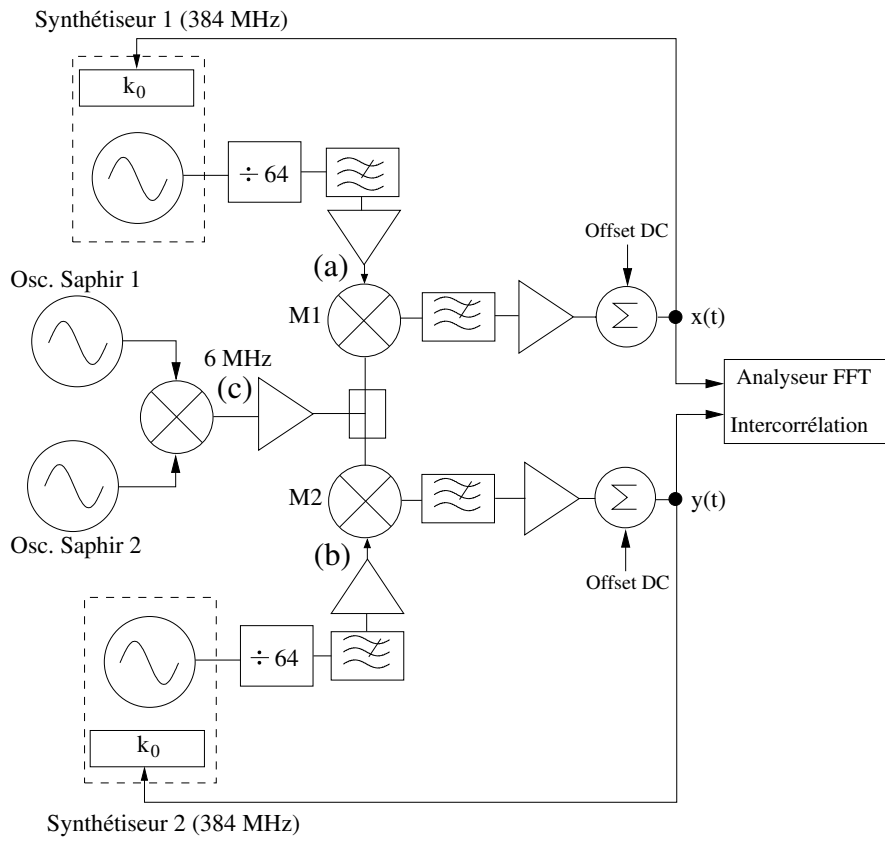 Synthétiseur 1 (384 MHz)
k0
÷ 64
(a)
Offset DC
Osc. Saphir 1
M1
Σ
x(t)
6 MHz
(c)
Analyseur FFT
Intercorrélation
M2
Σ
y(t)
Osc. Saphir 2
(b)
Offset DC
÷ 64
k0
Synthétiseur 2 (384 MHz)